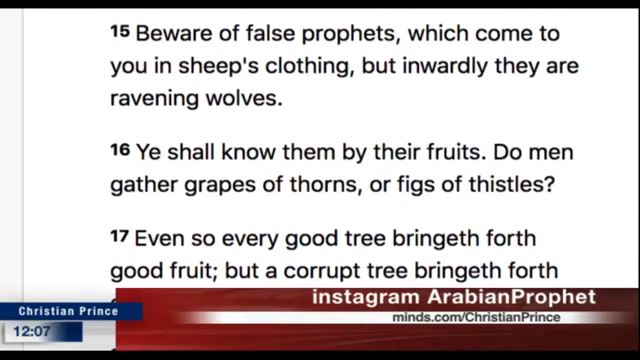 15 Beware of false prophets, which come to
you in sheep's clothing, but inwardly they are
ravening wolves.
16 Ye shall know them by their fruits. Do men
gather grapes of thorns, or figs of thistles?
17 Even so every good tree bringeth forth
good fruit; but a corrupt tree bringeth forth
instagram ArabianProphet
Christian Prince
minds.com/ChristianPrince
12:07